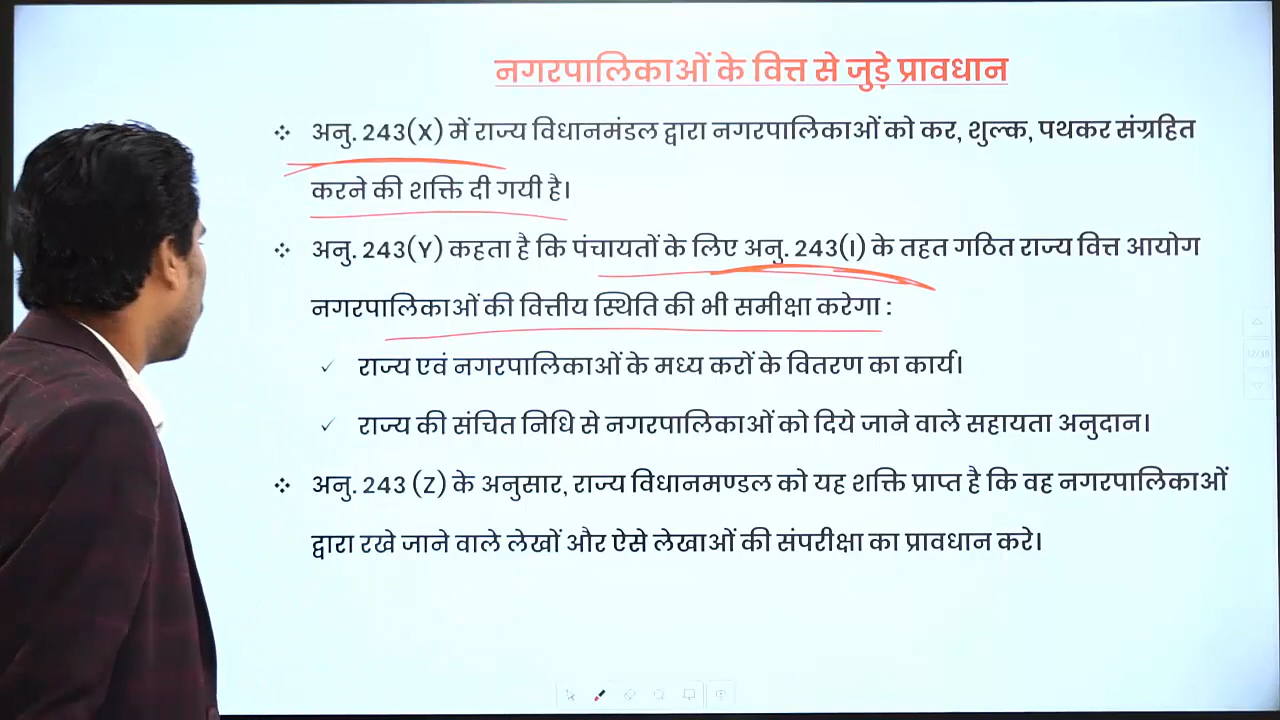 नगरपालिकाओं के वित्त से जुड़े प्रावधान
❖ अनु. 243(X) में राज्य विधानमंडल द्वारा नगरपालिकाओं को कर, शुल्क, पथकर संग्रहित
करने की शक्ति दी गयी है।
❖ अनु. 243(Y) कहता है कि पंचायतों के लिए अनु. 243(I) के तहत गठित राज्य वित्त आयोग
नगरपालिकाओं की वित्तीय स्थिति की भी समीक्षा करेगा :
✓ राज्य एवं नगरपालिकाओं के मध्य करों के वितरण का कार्य।
✓ राज्य की संचित निधि से नगरपालिकाओं को दिये जाने वाले सहायता अनुदान।
❖ अनु. 243 (Z) के अनुसार, राज्य विधानमण्डल को यह शक्ति प्राप्त है कि वह नगरपालिकाओं
द्वारा रखे जाने वाले लेखों और ऐसे लेखाओं की संपरीक्षा का प्रावधान करे।